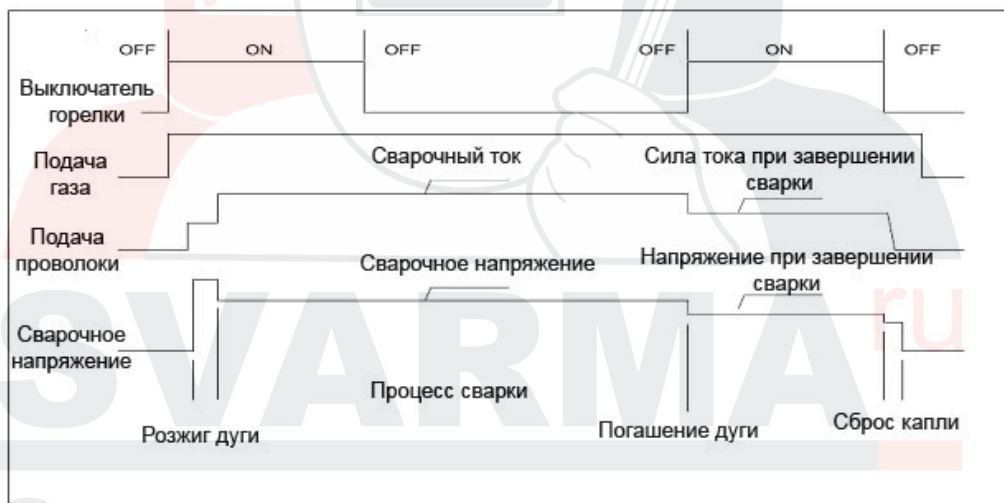 OFF ON OFF OFF ON OFF
Выключатель
горелки
Подача
газа
Сварочный ток
Сила тока при завершении
сварки
Подача
проволоки
Сварочное напряжение
Напряжение при завершении
сварки
Сварочное
напряжение
Процесс сварки
Розжиг дуги
Погашение дуги
Сброс капли
SVARMA
ru